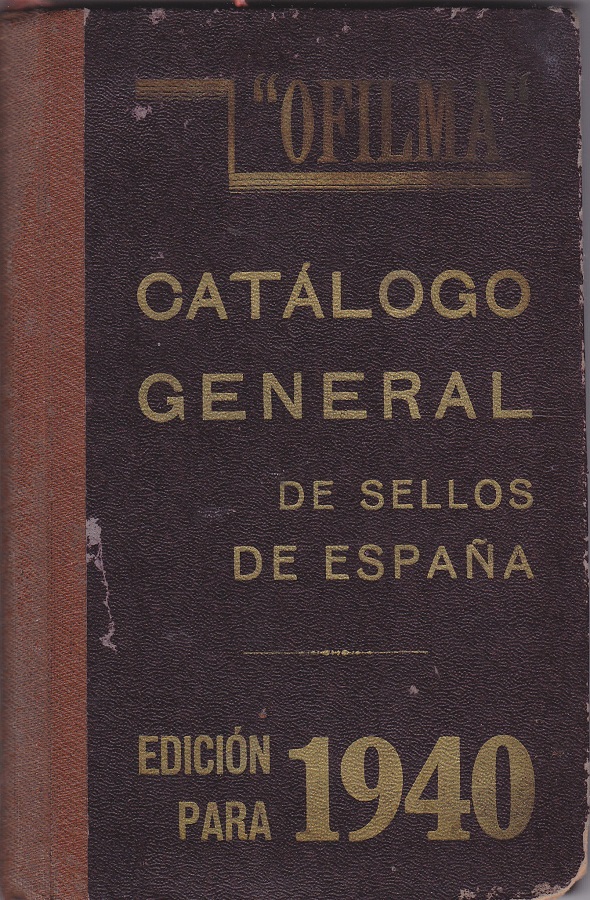 "OFILMA"
CATÁLOGO
GENERAL
DE SELLOS
DE ESPAÑA
EDICIÓN
PARA 1940